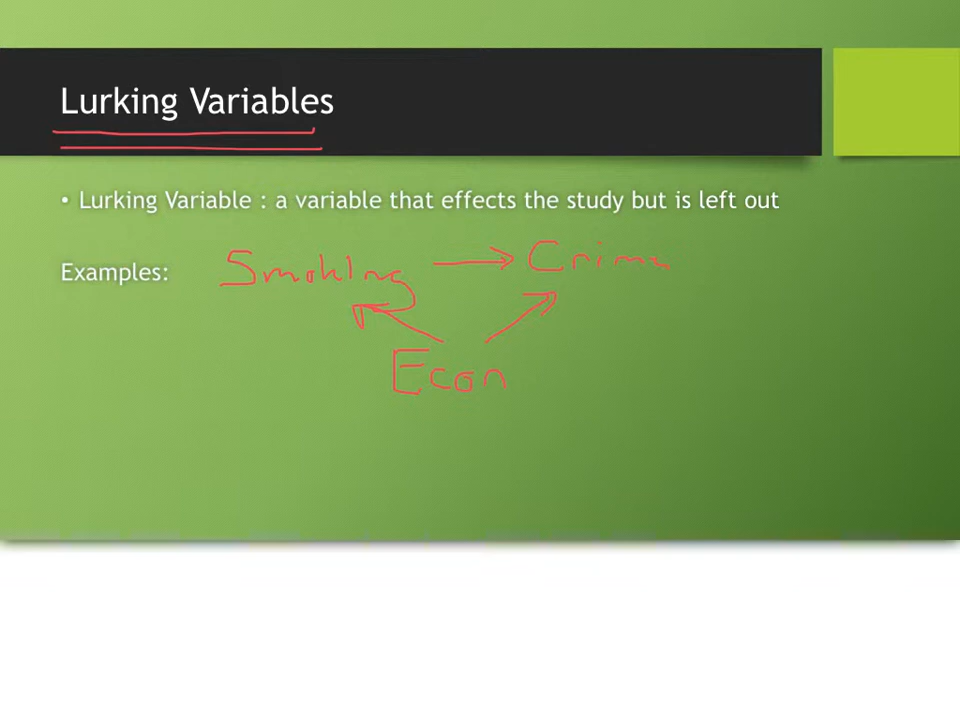 Lurking Variables
• Lurking Variable : a variable that effects the study but is left out
Examples: Smoking → Crime
Econ